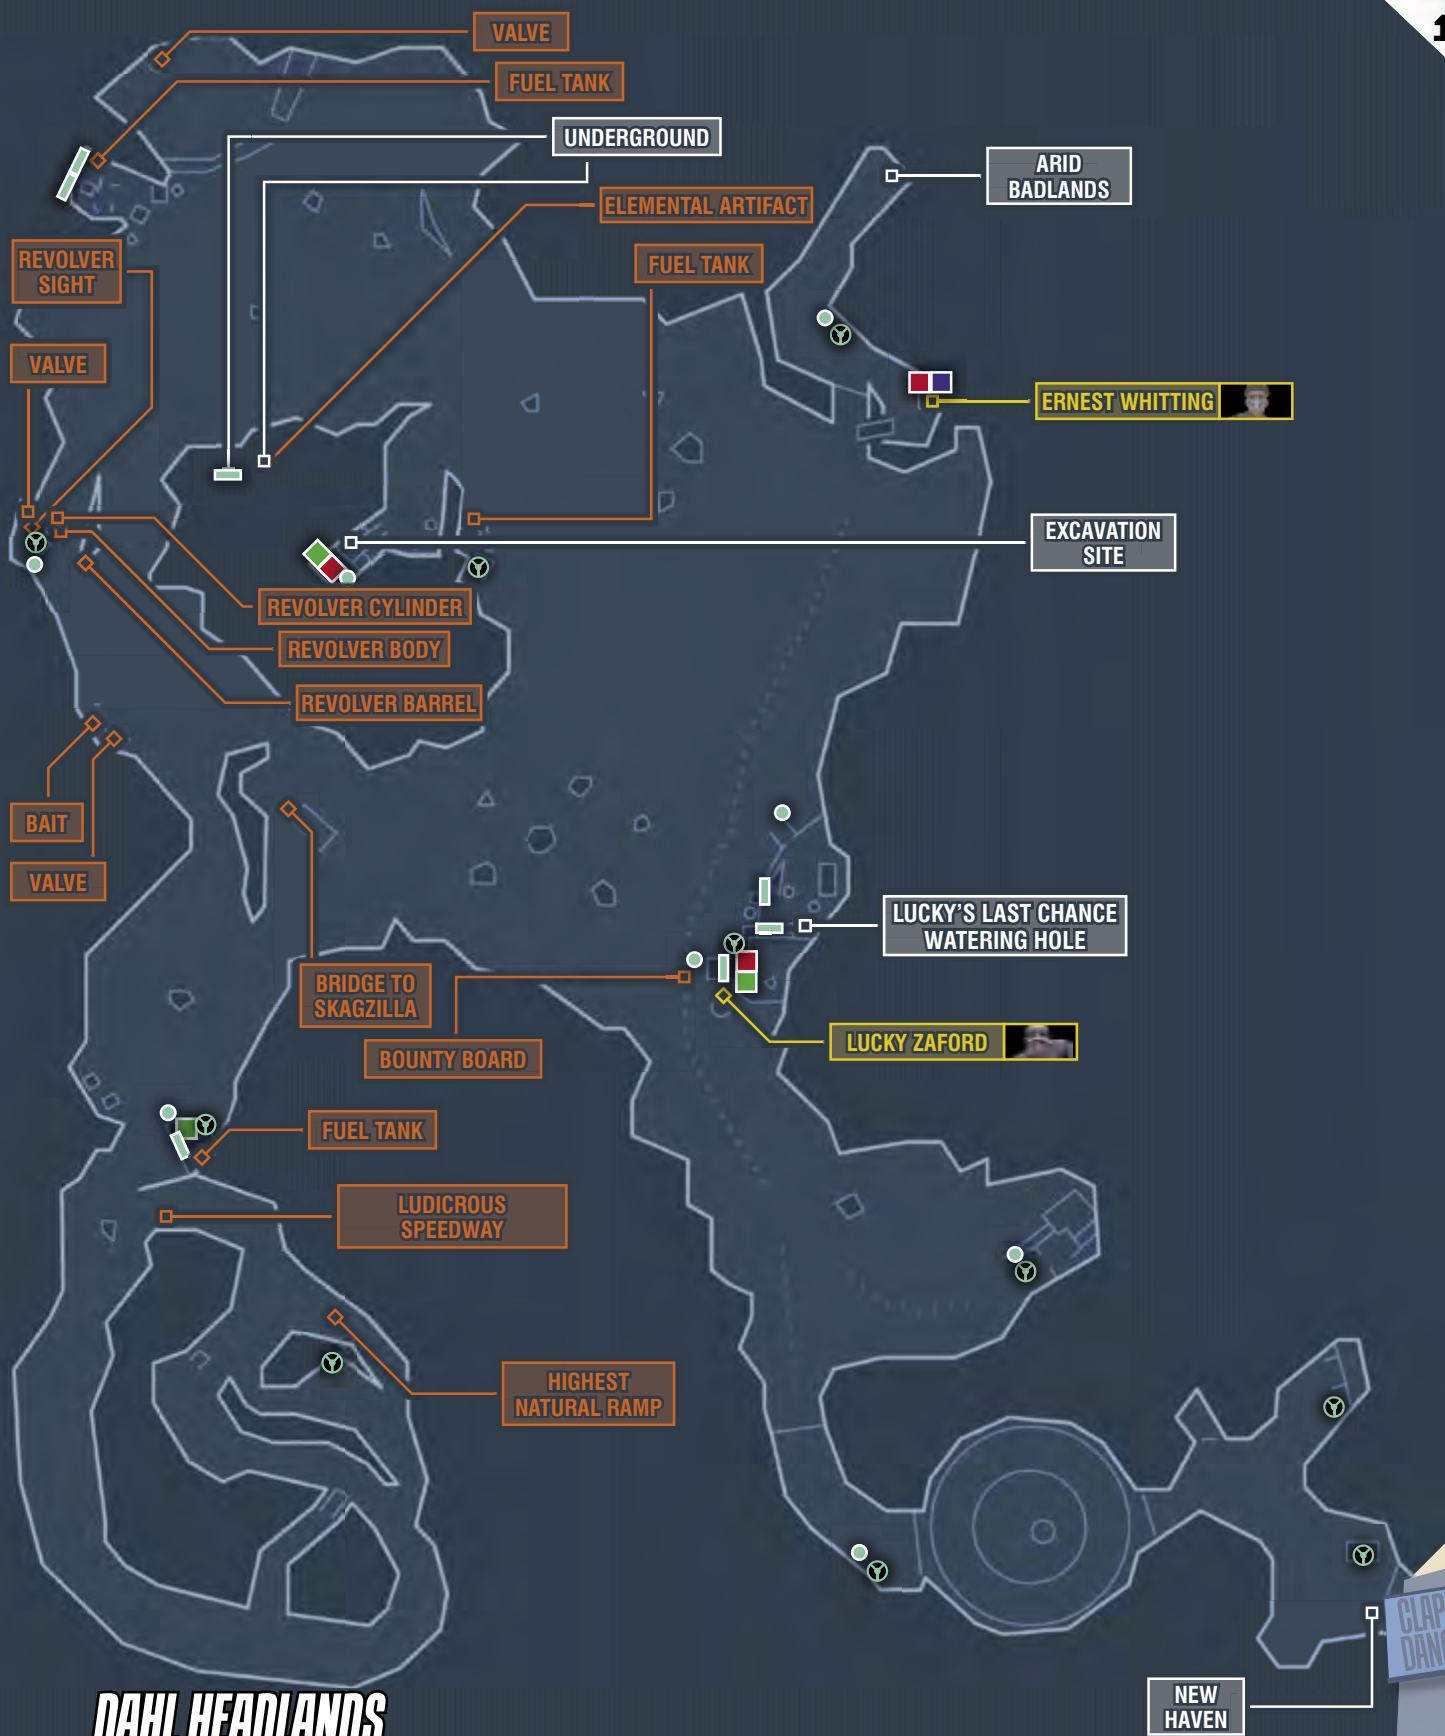 VALVE
FUEL TANK
UNDERGROUND
ARID
BADLANDS
ELEMENTAL ARTIFACT
REVOLVER
SIGHT
FUEL TANK
VALVE
ERNEST WHITTING
EXCAVATION
SITE
REVOLVER CYLINDER
REVOLVER BODY
REVOLVER BARREL
BAIT
VALVE
LUCKY'S LAST CHANCE
WATERING HOLE
BRIDGE TO
SKAGZILLA
LUCKY ZAFORD
BOUNTY BOARD
FUEL TANK
LUDICROUS
SPEEDWAY
HIGHEST
NATURAL RAMP
CLAP
DANC
NEW
HAVEN
DAHL HEADLANDS